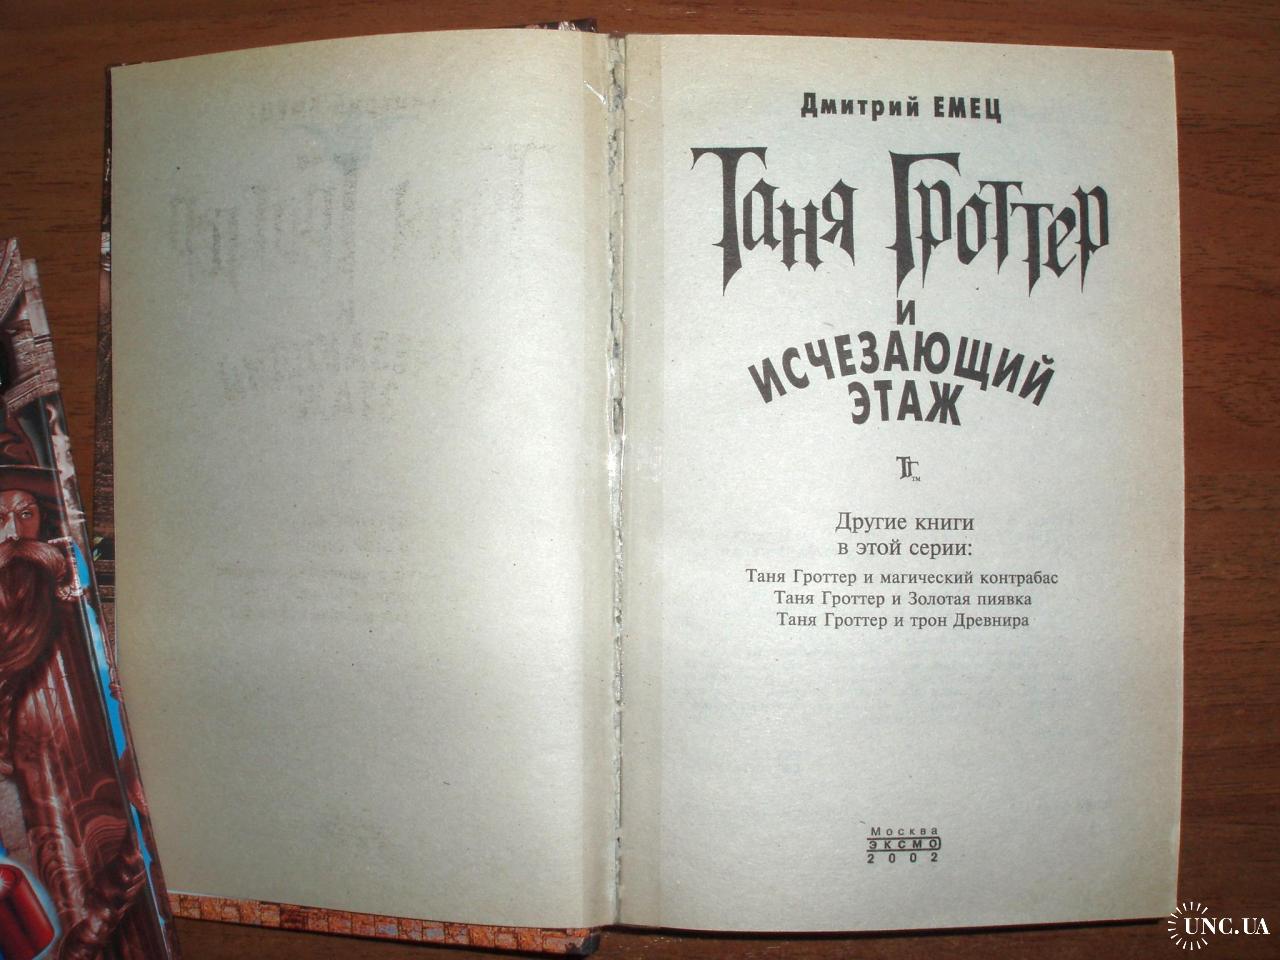 Дмитрий ЕМЕЦ
Таня Гроттер
и
ИСЧЕЗАЮЩИЙ
ЭТАЖ
ТГ™
Другие книги
в этой серии:
Таня Гроттер и магический контрабас
Таня Гроттер и Золотая пиявка
Таня Гроттер и трон Древнира
Москва
ЭКСМО
2002
UNC.UA